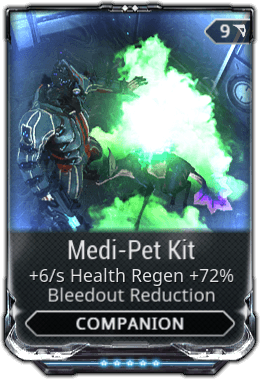 9
Medi-Pet Kit
+6/s Health Regen +72%
Bleedout Reduction
COMPANION